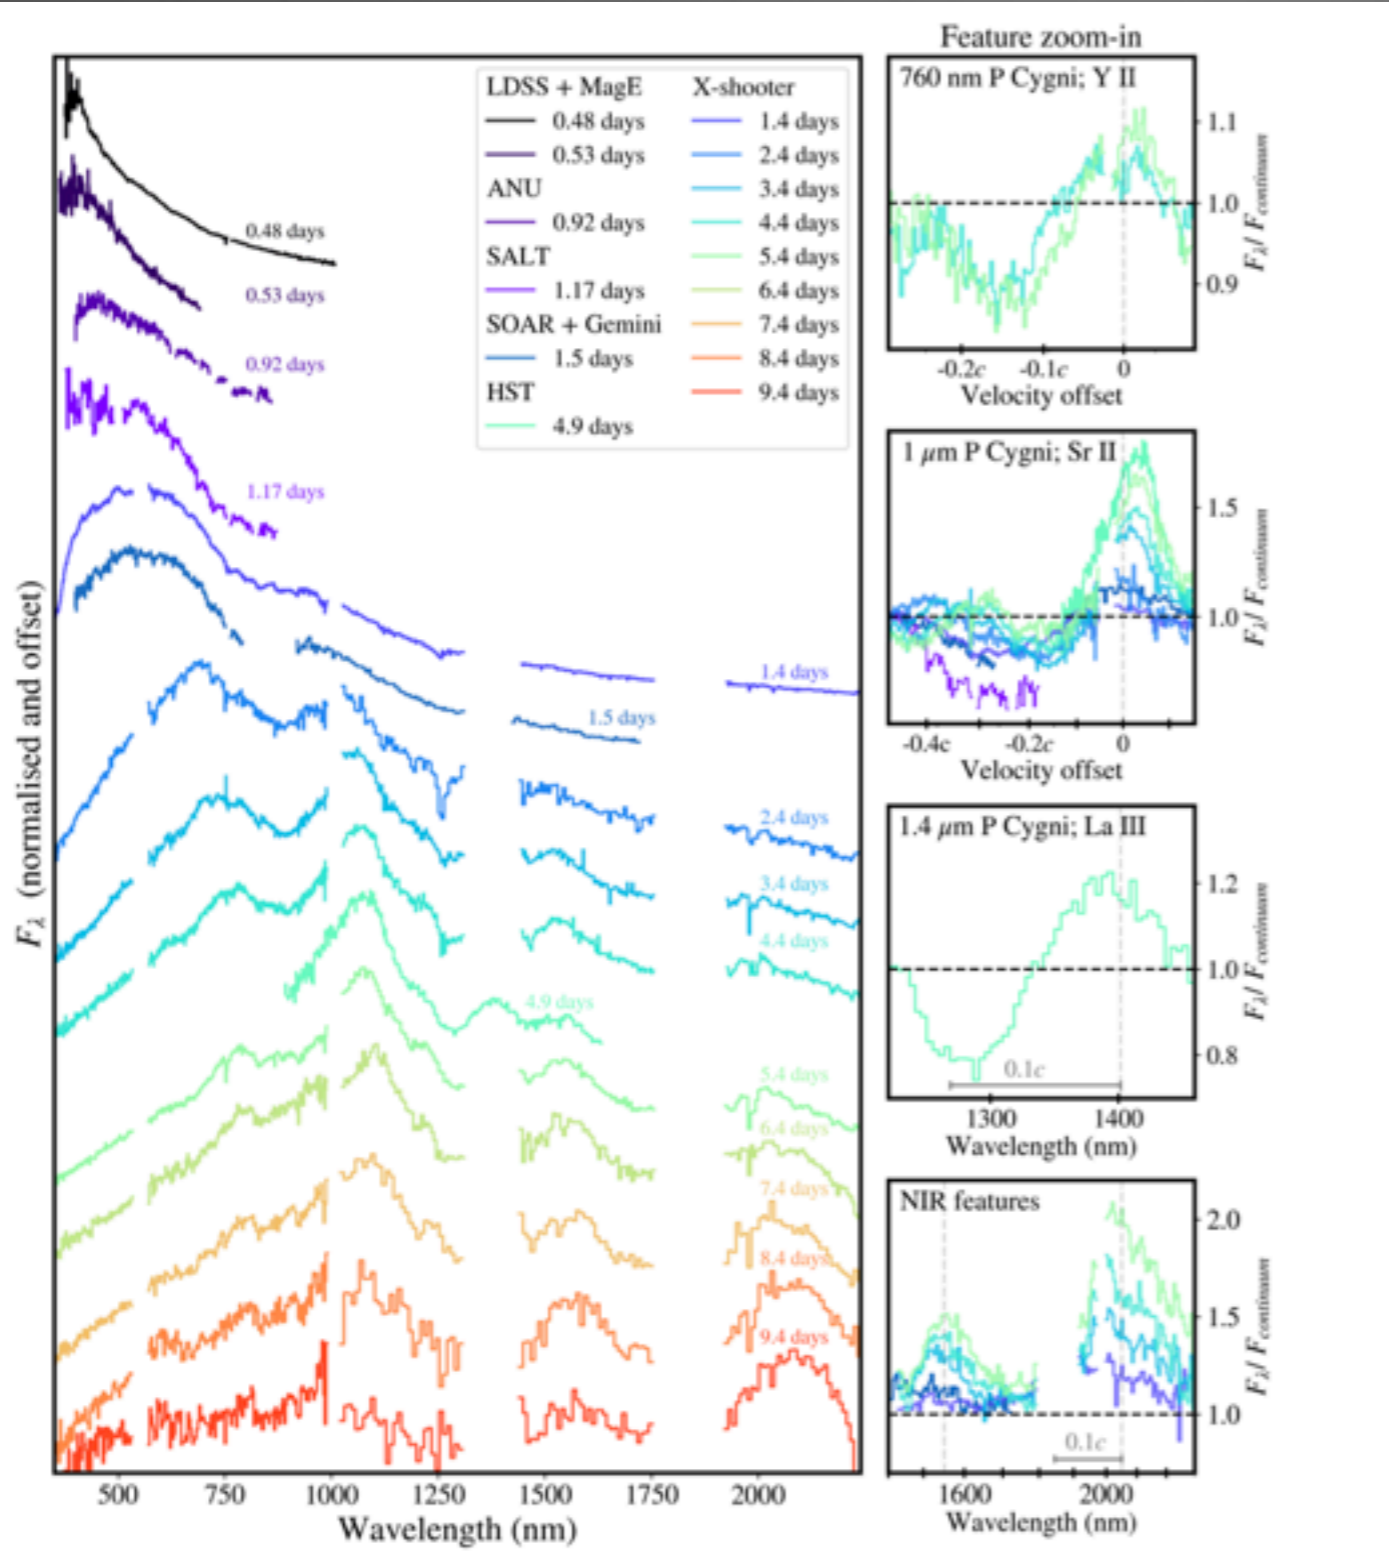 Feature zoom-in
LDSS + MagE
0.48 days
0.53 days
ANU
0.92 days
SALT
1.17 days
SOAR + Gemini
1.5 days
HST
4.9 days
X-shooter
1.4 days
2.4 days
3.4 days
4.4 days
5.4 days
6.4 days
7.4 days
8.4 days
9.4 days
0.48 days
0.53 days
0.92 days
1.17 days
1.4 days
1.5 days
2.4 days
3.4 days
4.4 days
4.9 days
5.4 days
6.4 days
7.4 days
8.4 days
9.4 days
Fλ (normalised and offset)
500 750 1000 1250 1500 1750 2000
Wavelength (nm)
760 nm P Cygni; Y II
1.1
1.0
0.9
Fλ/ Fcontinuum
-0.2c -0.1c 0
Velocity offset
1 μm P Cygni; Sr II
1.5
1.0
Fλ/ Fcontinuum
-0.4c -0.2c 0
Velocity offset
1.4 μm P Cygni; La III
1.2
1.0
0.8
Fλ/ Fcontinuum
0.1c
1300 1400
Wavelength (nm)
NIR features
2.0
1.5
1.0
Fλ/ Fcontinuum
0.1c
1600 2000
Wavelength (nm)